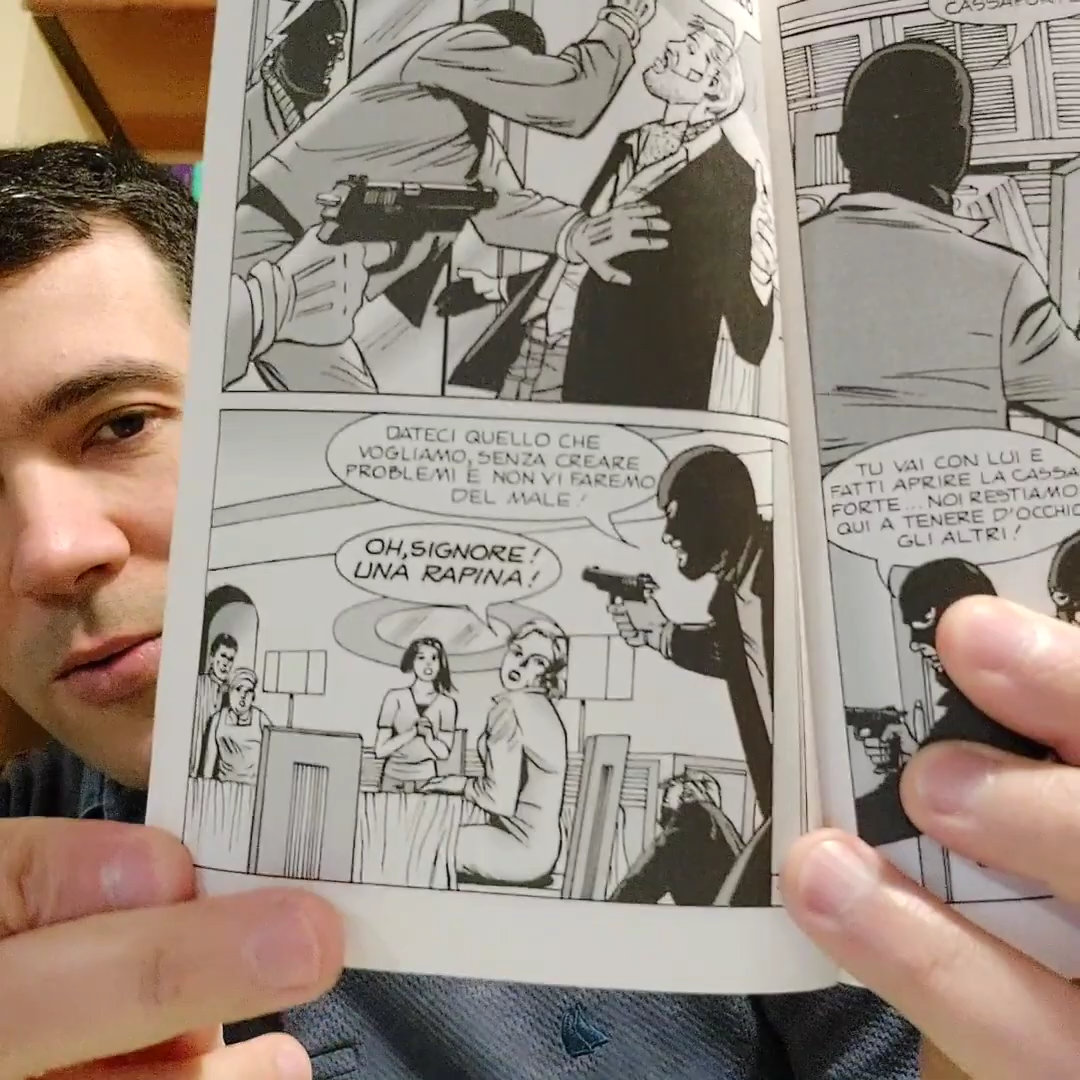 DATECI QUELLO CHE
VOGLIAMO, SENZA CREARE
PROBLEMI E NON VI FAREMO
DEL MALE!
OH, SIGNORE!
UNA RAPINA!
TU VAI CON LUI E
FATTI APRIRE LA CASSA
FORTE... NOI RESTIAMO
QUI A TENERE D'OCCHIO
GLI ALTRI!